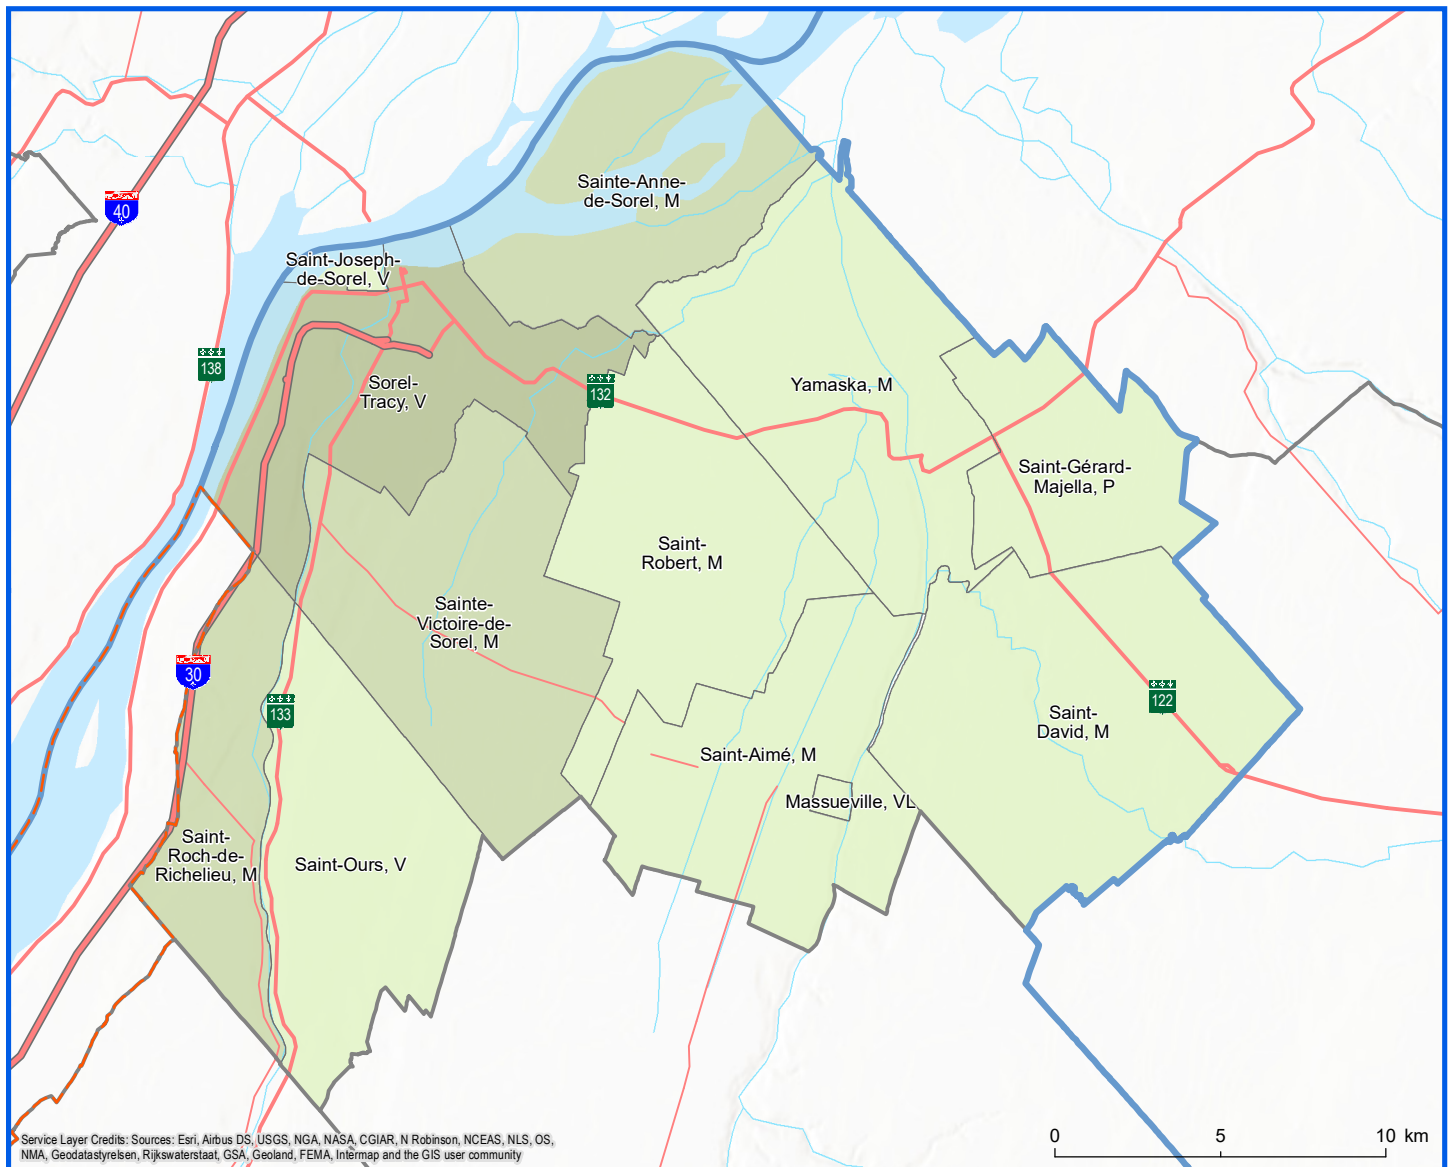 Sainte-Anne-
de-Sorel, M
40
Saint-Joseph-
de-Sorel, V
138
Sorel-
Tracy, V
132
Yamaska, M
Saint-Gérard-
Majella, P
Saint-
Robert, M
Sainte-
Victoire-de-
Sorel, M
30
133
122
Saint-
David, M
Saint-Aimé, M
Massueville, VL
Saint-
Roch-de-
Richelieu, M
Saint-Ours, V
Service Layer Credits: Sources: Esri, Airbus DS, USGS, NGA, NASA, CGIAR, N Robinson, NCEAS, NLS, OS,
NMA, Geodatastyrelsen, Rijkswaterstaat, GSA, Geoland, FEMA, Intermap and the GIS user community
0 5 10 km